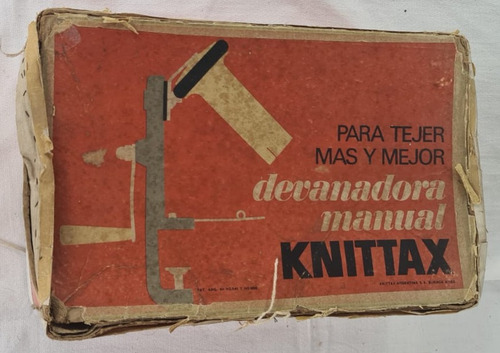 PARA TEJER
MAS Y MEJOR
devanadora
manual
KNITTAX